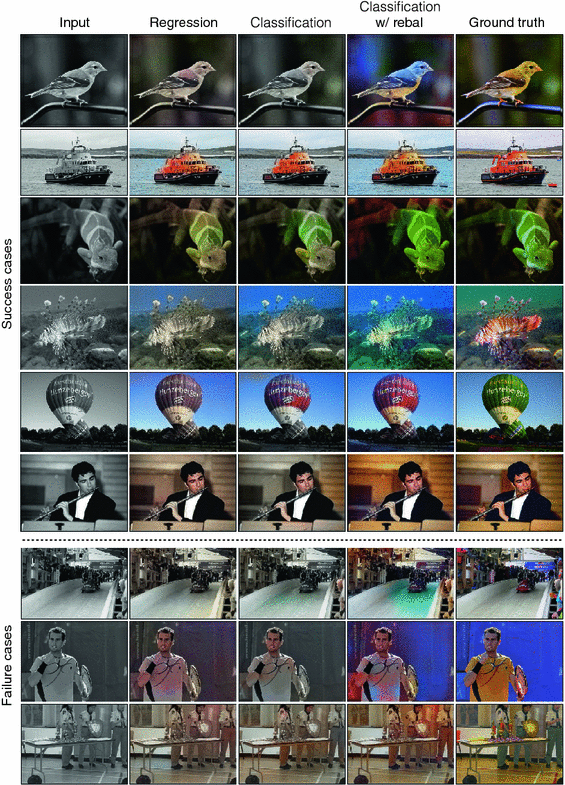 Input
Regression
Classification
Classification
w/ rebal
Ground truth
Success cases
Failure cases